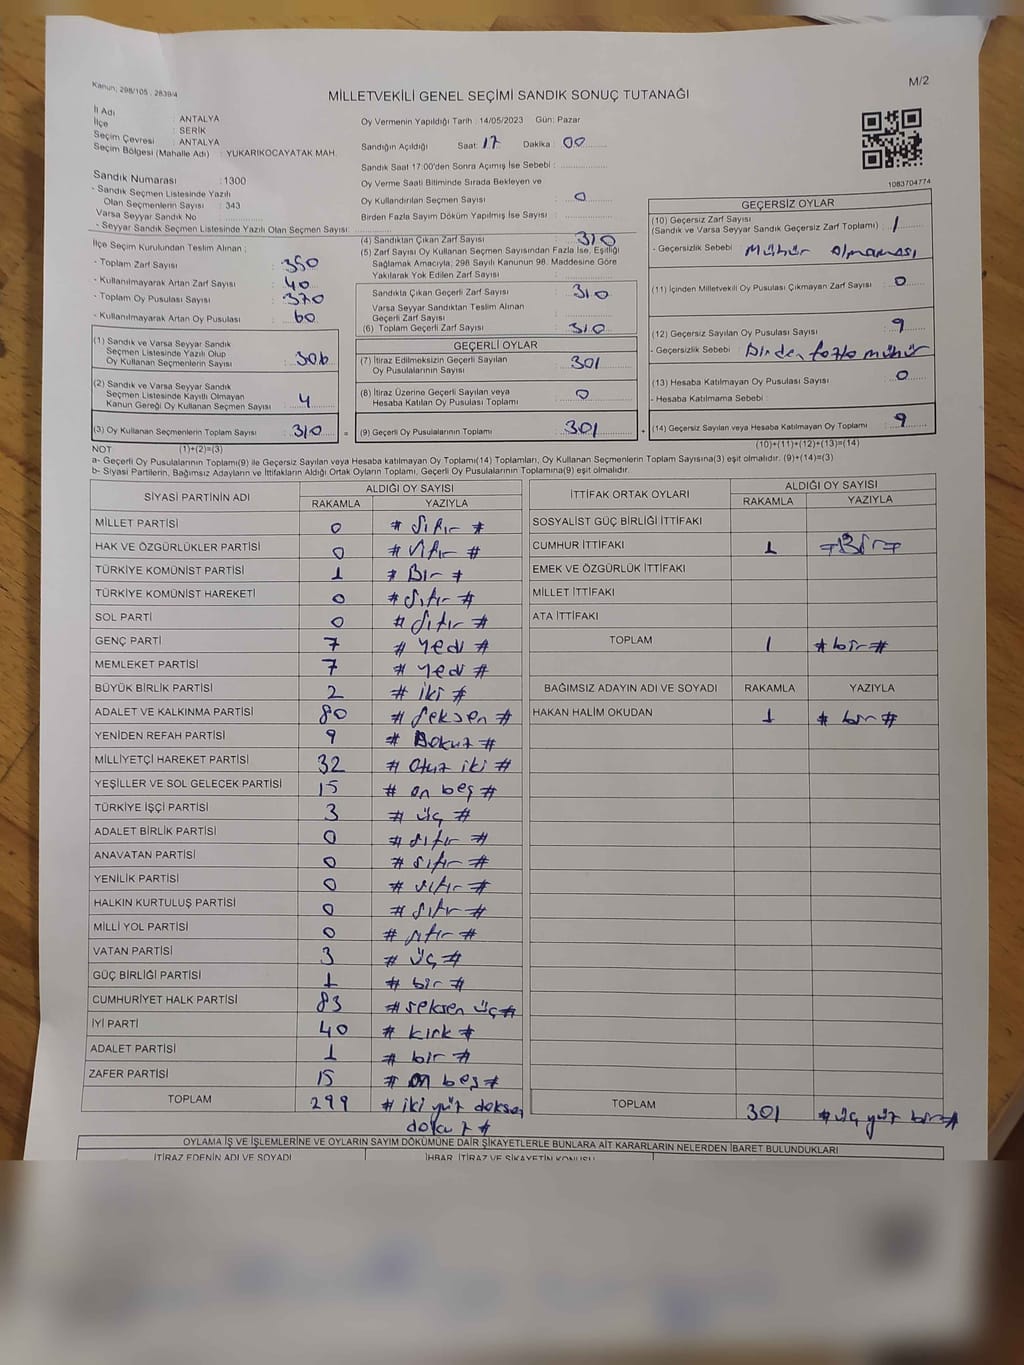 Kanun; 298/105 , 2839/4
M/2
MİLLETVEKİLİ GENEL SEÇİMİ SANDIK SONUÇ TUTANAĞI
İl Adı : ANTALYA
İlçe : SERİK
Seçim Çevresi : ANTALYA
Seçim Bölgesi (Mahalle Adı) : YUKARIKOCAYATAK MAH.
Sandık Numarası : 1300
- Sandık Seçmen Listesinde Yazılı
Olan Seçmenlerin Sayısı : 343
Varsa Seyyar Sandık No :
- Seyyar Sandık Seçmen Listesinde Yazılı Olan Seçmen Sayısı:
İlçe Seçim Kurulundan Teslim Alınan ;
- Toplam Zarf Sayısı : 350
- Kullanılmayarak Artan Zarf Sayısı : 40
- Toplam Oy Pusulası Sayısı : 370
- Kullanılmayarak Artan Oy Pusulası : 60
(1) Sandık ve Varsa Seyyar Sandık
Seçmen Listesinde Yazılı Olup
Oy Kullanan Seçmenlerin Sayısı : 306
(2) Sandık ve Varsa Seyyar Sandık
Seçmen Listesinde Kayıtlı Olmayan
Kanun Gereği Oy Kullanan Seçmen Sayısı : 4
(3) Oy Kullanan Seçmenlerin Toplam Sayısı : 310
Oy Vermenin Yapıldığı Tarih : 14/05/2023 Gün: Pazar
Sandığın Açıldığı Saat: 17 Dakika : 00
Sandık Saat 17:00'den Sonra Açımış İse Sebebi :
Oy Verme Saati Bitiminde Sırada Bekleyen ve
Oy Kullandırılan Seçmen Sayısı : 0
Birden Fazla Sayım Döküm Yapılmış İse Sayısı :
(4) Sandıktan Çıkan Zarf Sayısı : 310
(5) Zarf Sayısı Oy Kullanan Seçmen Sayısından Fazla İse, Eşitliği
Sağlamak Amacıyla, 298 Sayılı Kanunun 98. Maddesine Göre
Yakılarak Yok Edilen Zarf Sayısı :
Sandıkta Çıkan Geçerli Zarf Sayısı : 310
Varsa Seyyar Sandıktan Teslim Alınan
Geçerli Zarf Sayısı :
(6) Toplam Geçerli Zarf Sayısı : 310
GEÇERLİ OYLAR
(7) İtiraz Edilmeksizin Geçerli Sayılan
Oy Pusulalarının Sayısı : 301
(8) İtiraz Üzerine Geçerli Sayılan veya
Hesaba Katılan Oy Pusulası Toplamı : 0
= (9) Geçerli Oy Pusulalarının Toplamı : 301
1083704774
GEÇERSİZ OYLAR
(10) Geçersiz Zarf Sayısı
(Sandık ve Varsa Seyyar Sandık Geçersiz Zarf Toplamı) : 1
- Geçersizlik Sebebi : Mühür olmaması
(11) İçinden Milletvekili Oy Pusulası Çıkmayan Zarf Sayısı : 0
(12) Geçersiz Sayılan Oy Pusulası Sayısı : 9
- Geçersizlik Sebebi : Birden fazla mühür
(13) Hesaba Katılmayan Oy Pusulası Sayısı : 0
- Hesaba Katılmama Sebebi :
+ (14) Geçersiz Sayılan veya Hesaba Katılmayan Oy Toplamı : 9
NOT (1)+(2)=(3) (10)+(11)+(12)+(13)=(14)
a- Geçerli Oy Pusulalarının Toplamı(9) ile Geçersiz Sayılan veya Hesaba katılmayan Oy Toplamı(14) Toplamları, Oy Kullanan Seçmenlerin Toplam Sayısına(3) eşit olmalıdır. (9)+(14)=(3)
b- Siyasi Partilerin, Bağımsız Adayların ve İttifakların Aldığı Ortak Oyların Toplamı, Geçerli Oy Pusulalarının Toplamına(9) eşit olmalıdır.
SİYASİ PARTİNİN ADI ALDIĞI OY SAYISI
RAKAMLA YAZIYLA
MİLLET PARTİSİ 0 # Sıfır #
HAK VE ÖZGÜRLÜKLER PARTİSİ 0 # Sıfır #
TÜRKİYE KOMÜNİST PARTİSİ 1 # Bir #
TÜRKİYE KOMÜNİST HAREKETİ 0 # Sıfır #
SOL PARTİ 0 # Sıfır #
GENÇ PARTİ 7 # Yedi #
MEMLEKET PARTİSİ 7 # Yedi #
BÜYÜK BİRLİK PARTİSİ 2 # iki #
ADALET VE KALKINMA PARTİSİ 80 # seksen #
YENİDEN REFAH PARTİSİ 9 # Dokuz #
MİLLİYETÇİ HAREKET PARTİSİ 32 # Otuz iki #
YEŞİLLER VE SOL GELECEK PARTİSİ 15 # on beş #
TÜRKİYE İŞÇİ PARTİSİ 3 # üç #
ADALET BİRLİK PARTİSİ 0 # sıfır #
ANAVATAN PARTİSİ 0 # sıfır #
YENİLİK PARTİSİ 0 # sıfır #
HALKIN KURTULUŞ PARTİSİ 0 # sıfır #
MİLLİ YOL PARTİSİ 0 # sıfır #
VATAN PARTİSİ 3 # üç #
GÜÇ BİRLİĞİ PARTİSİ 1 # bir #
CUMHURİYET HALK PARTİSİ 83 # seksen üç #
İYİ PARTİ 40 # kırk #
ADALET PARTİSİ 1 # bir #
ZAFER PARTİSİ 15 # on beş #
TOPLAM 299 # iki yüz doksan
dokuz #
İTTİFAK ORTAK OYLARI ALDIĞI OY SAYISI
RAKAMLA YAZIYLA
SOSYALİST GÜÇ BİRLİĞİ İTTİFAKI
CUMHUR İTTİFAKI 1 # Bir #
EMEK VE ÖZGÜRLÜK İTTİFAKI
MİLLET İTTİFAKI
ATA İTTİFAKI
TOPLAM 1 # bir #
BAĞIMSIZ ADAYIN ADI VE SOYADI RAKAMLA YAZIYLA
HAKAN HALİM OKUDAN 1 # bir #
TOPLAM 301 # üç yüz bir #
OYLAMA İŞ VE İŞLEMLERİNE VE OYLARIN SAYIM DÖKÜMÜNE DAİR ŞİKAYETLERLE BUNLARA AİT KARARLARIN NELERDEN İBARET BULUNDUKLARI
İTİRAZ EDENİN ADI VE SOYADI İHBAR, İTİRAZ VE ŞİKAYETİN KONUSU